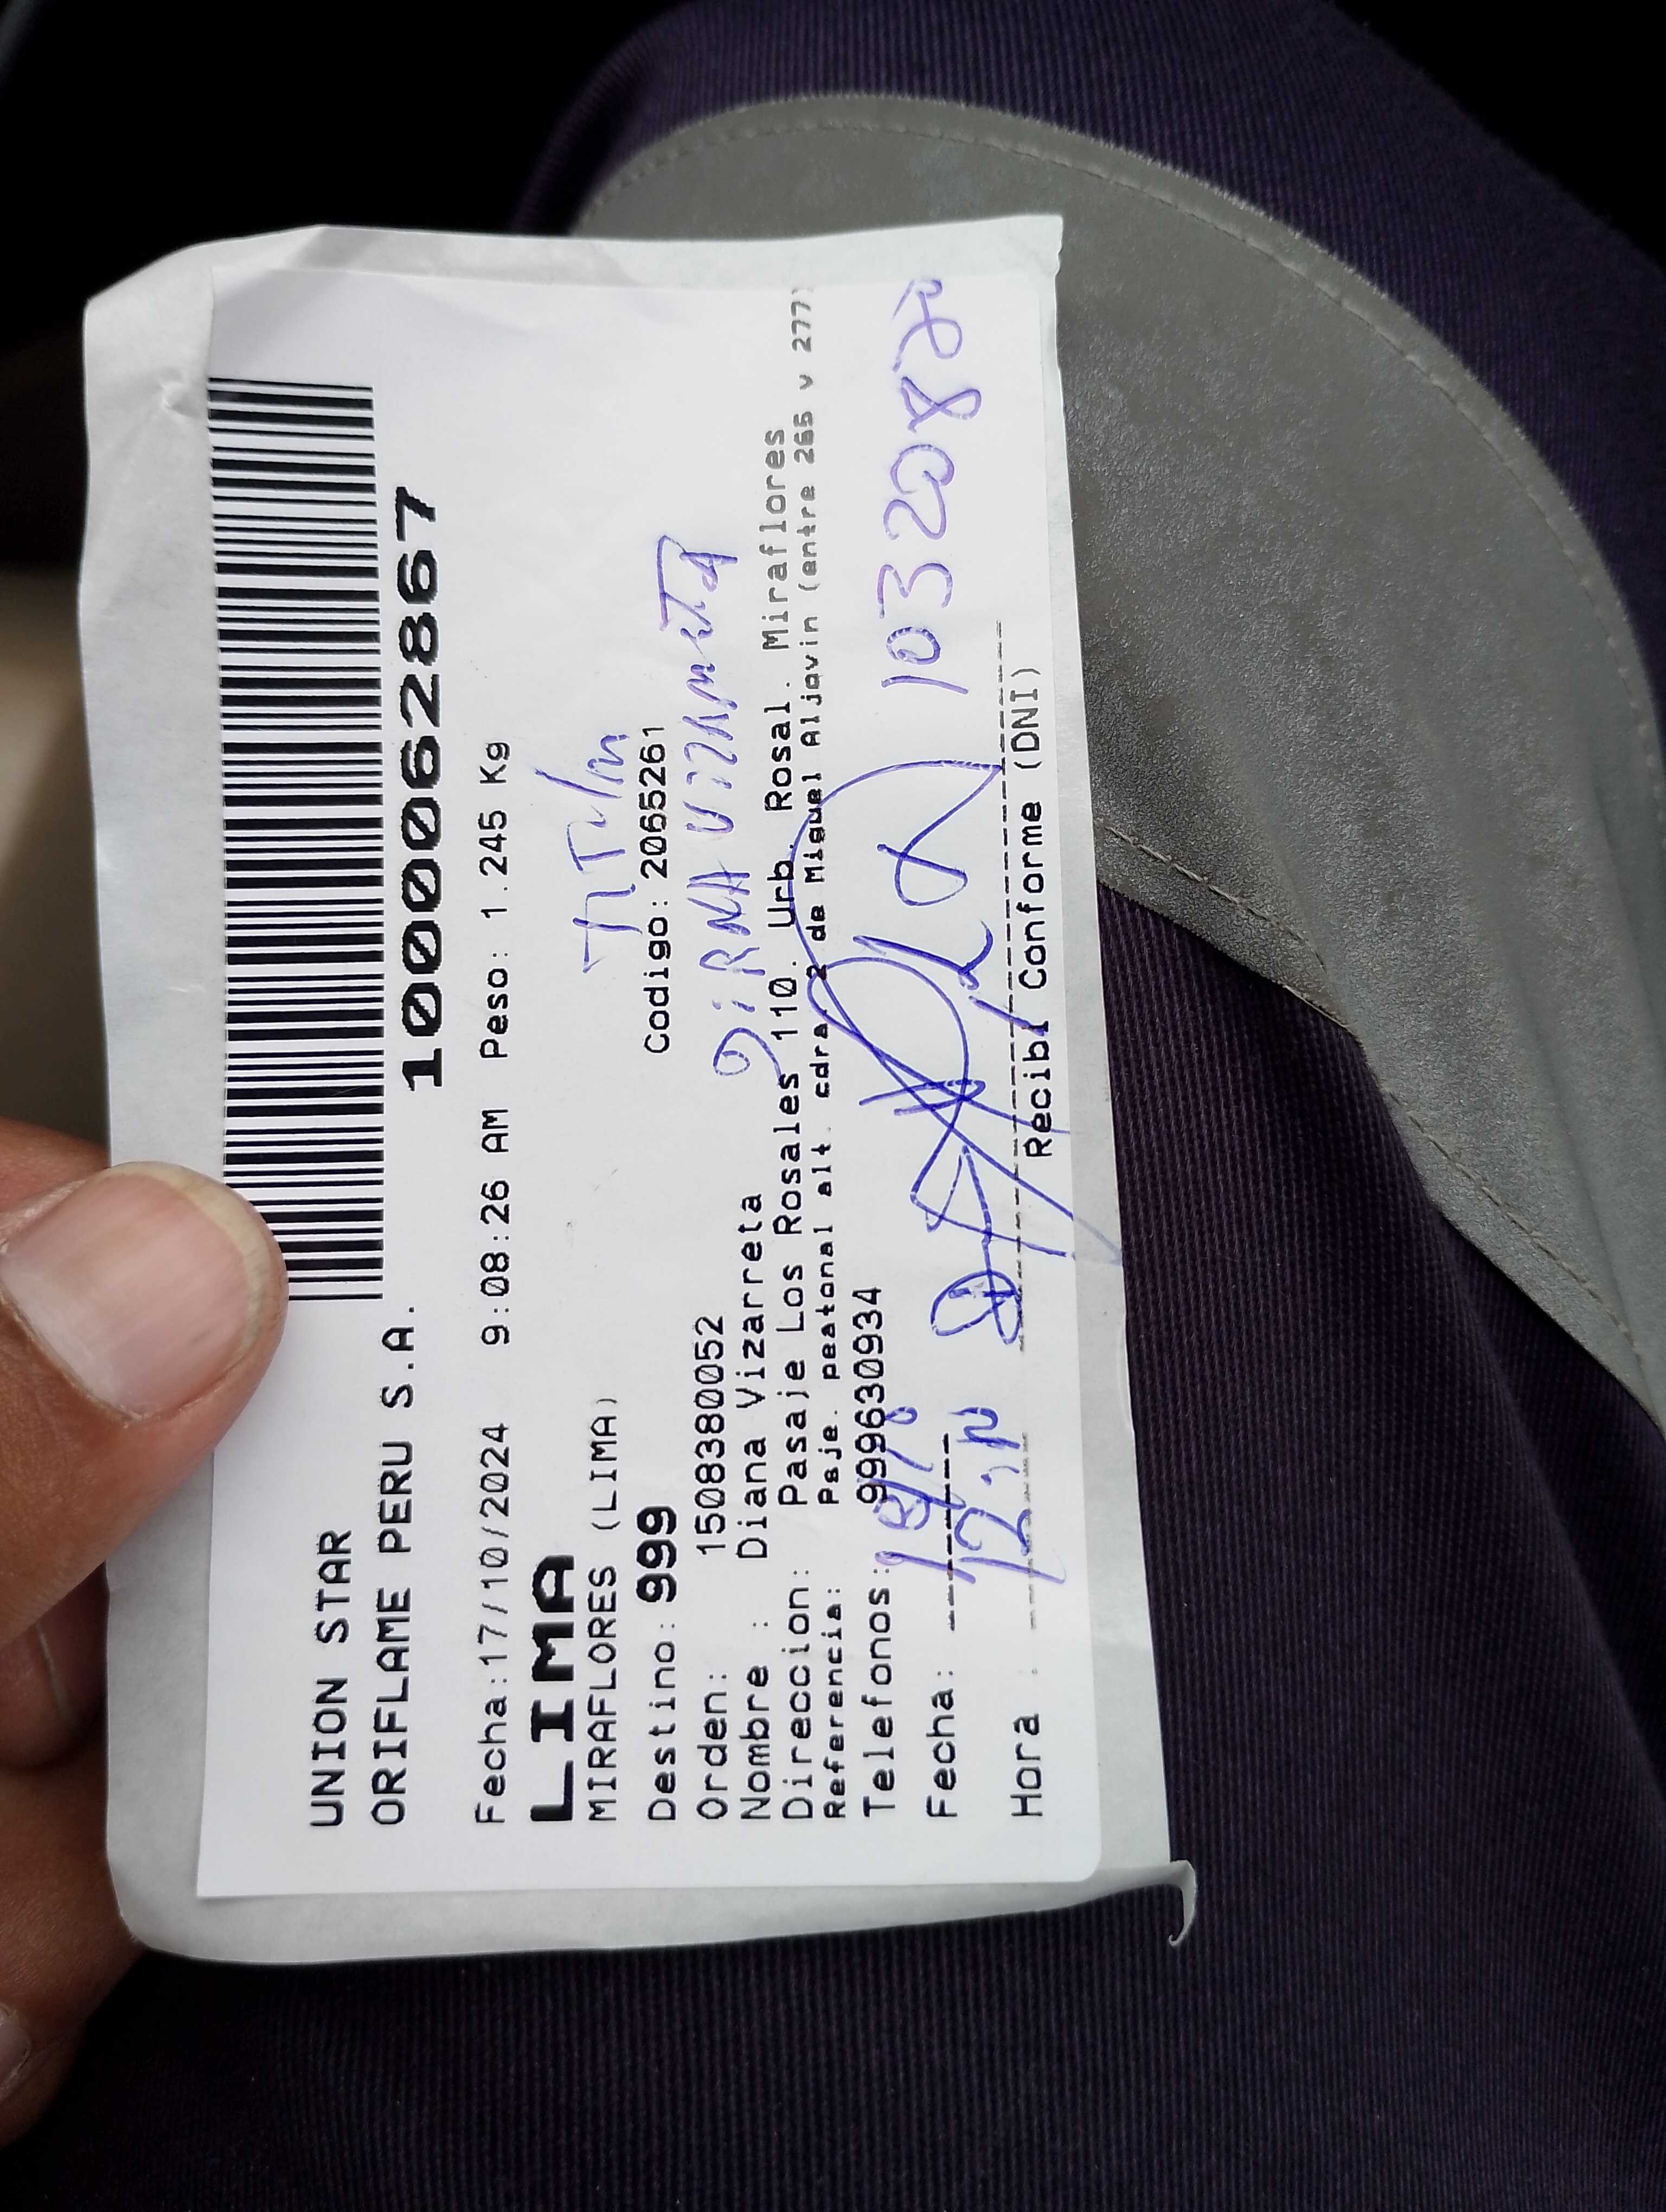 UNION STAR
ORIFLAME PERU S.A. 1000062867
Fecha:17/10/2024 9:08:26 AM Peso: 1.245 Kg
LIMA
MIRAFLORES (LIMA)
Destino: 999 Codigo: 2065261
Orden: 1508380052
Nombre : Diana Vizarreta
Direccion: Pasaje Los Rosales 110. Urb. Rosal. Miraflores
Referencia: Psje. peatonal alt. cdra 2 de Miguel Aljovin (entre 265 y 277)
Telefonos: 999630934
Fecha:
Hora :
Recibi Conforme (DNI)